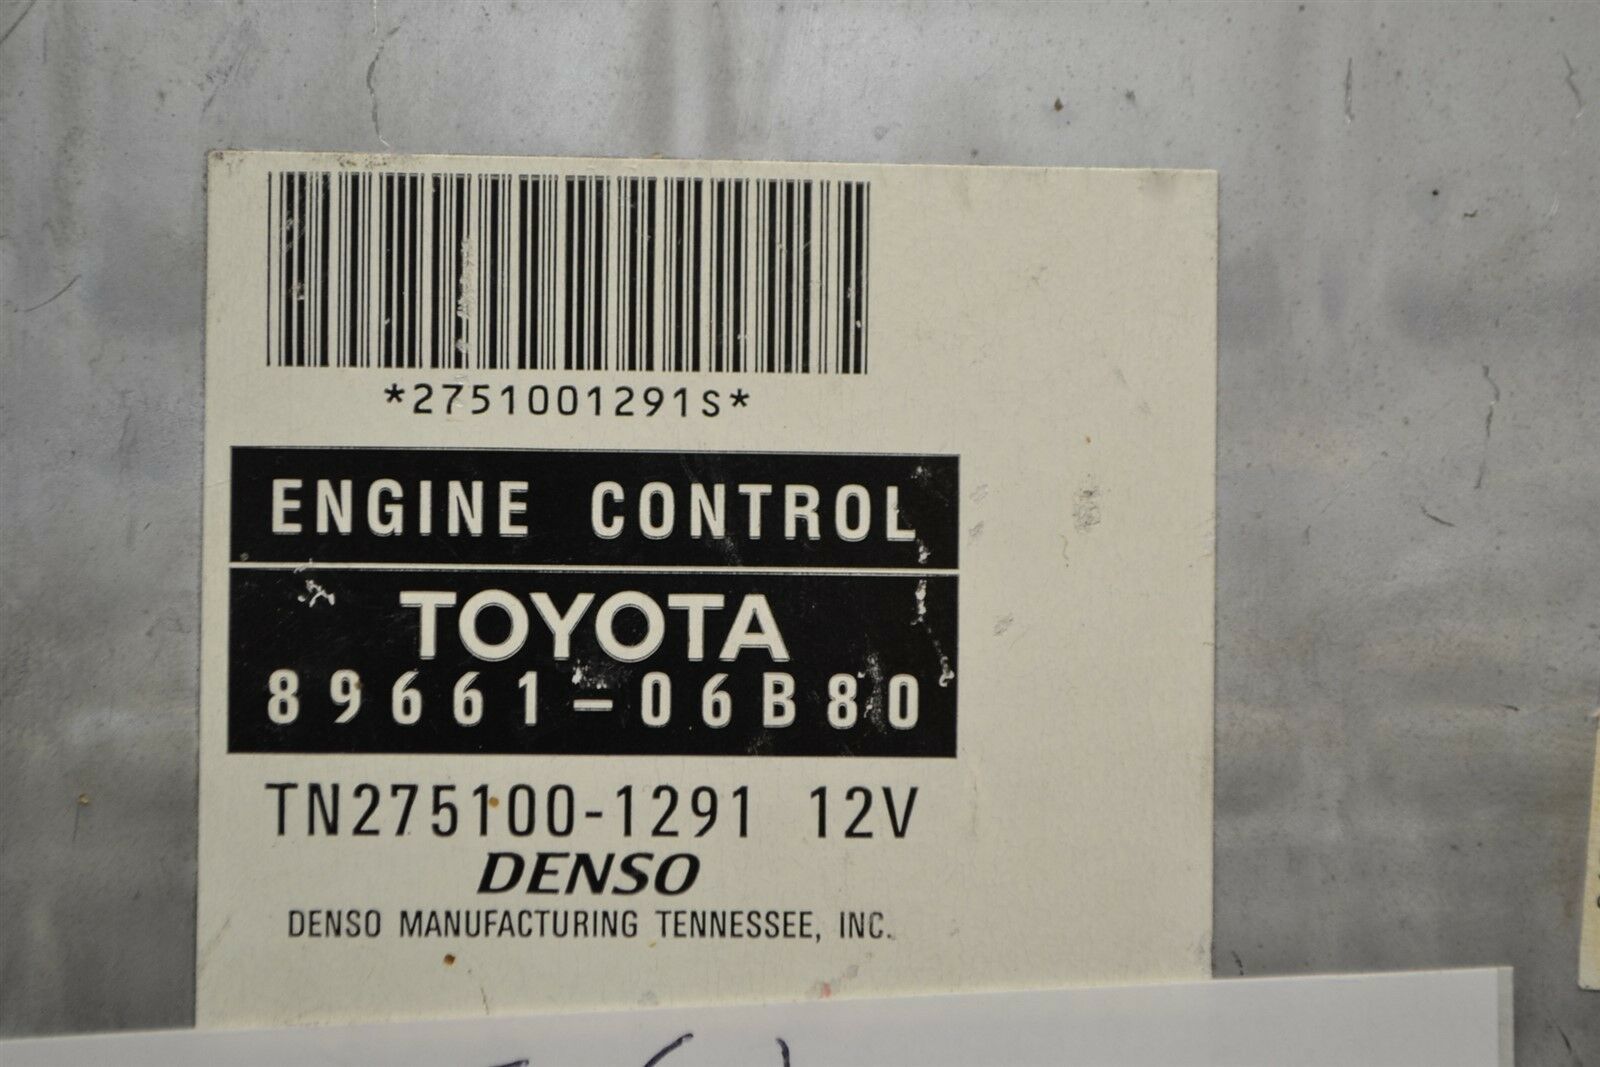 *2751001291S*
ENGINE CONTROL
TOYOTA
89661-06B80
TN275100-1291 12V
DENSO
DENSO MANUFACTURING TENNESSEE, INC.